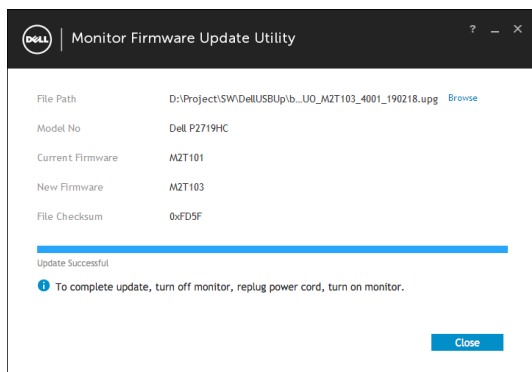 DELL Monitor Firmware Update Utility ?
File Path D:\Project\SW\DellUSBUp\b...UO_M2T103_4001_190218.upg Browse
Model No Dell P2719HC
Current Firmware M2T101
New Firmware M2T103
File Checksum 0xFD5F
Update Successful
To complete update, turn off monitor, replug power cord, turn on monitor.
Close